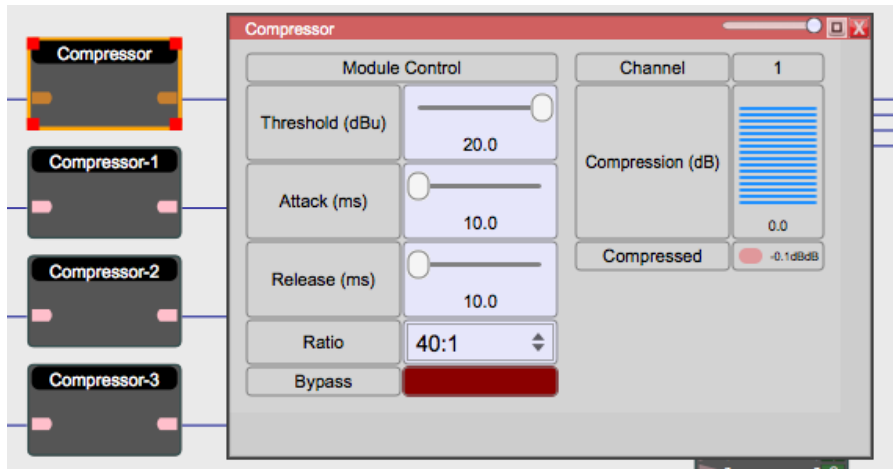 Compressor
Compressor-1
Compressor-2
Compressor-3
Compressor
X
Module Control
Threshold (dBu)
20.0
Attack (ms)
10.0
Release (ms)
10.0
Ratio
40:1
Bypass
Channel
1
Compression (dB)
0.0
Compressed
-0.1dBdB